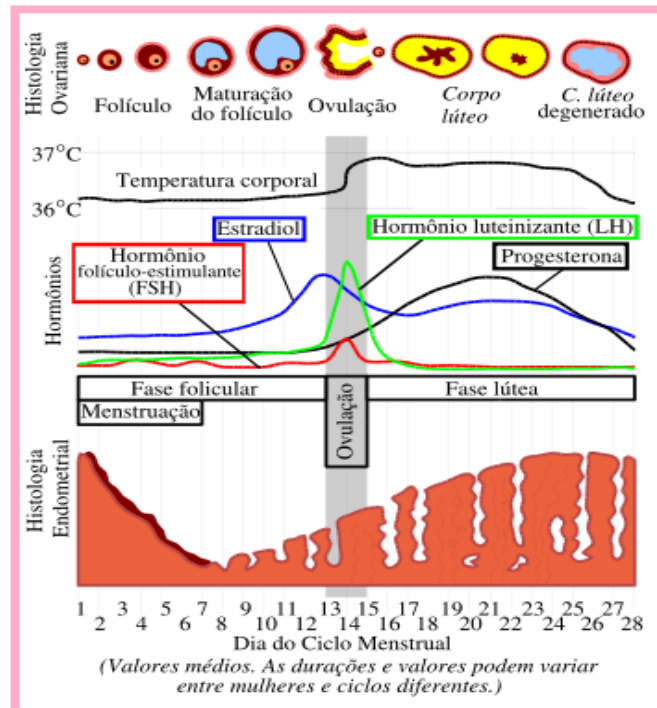 Histologia
Ovariana
Folículo
Maturação
do folículo
Ovulação
Corpo
lúteo
C. lúteo
degenerado
37°C
Temperatura corporal
36°C
Estradiol
Hormônio luteinizante (LH)
Hormônio
folículo-estimulante
(FSH)
Progesterona
Hormônios
Fase folicular
Ovulação
Fase lútea
Menstruação
Histologia
Endometrial
1 3 5 7 9 11 13 15 17 19 21 23 25 27
2 4 6 8 10 12 14 16 18 20 22 24 26 28
Dia do Ciclo Menstrual
(Valores médios. As durações e valores podem variar
entre mulheres e ciclos diferentes.)